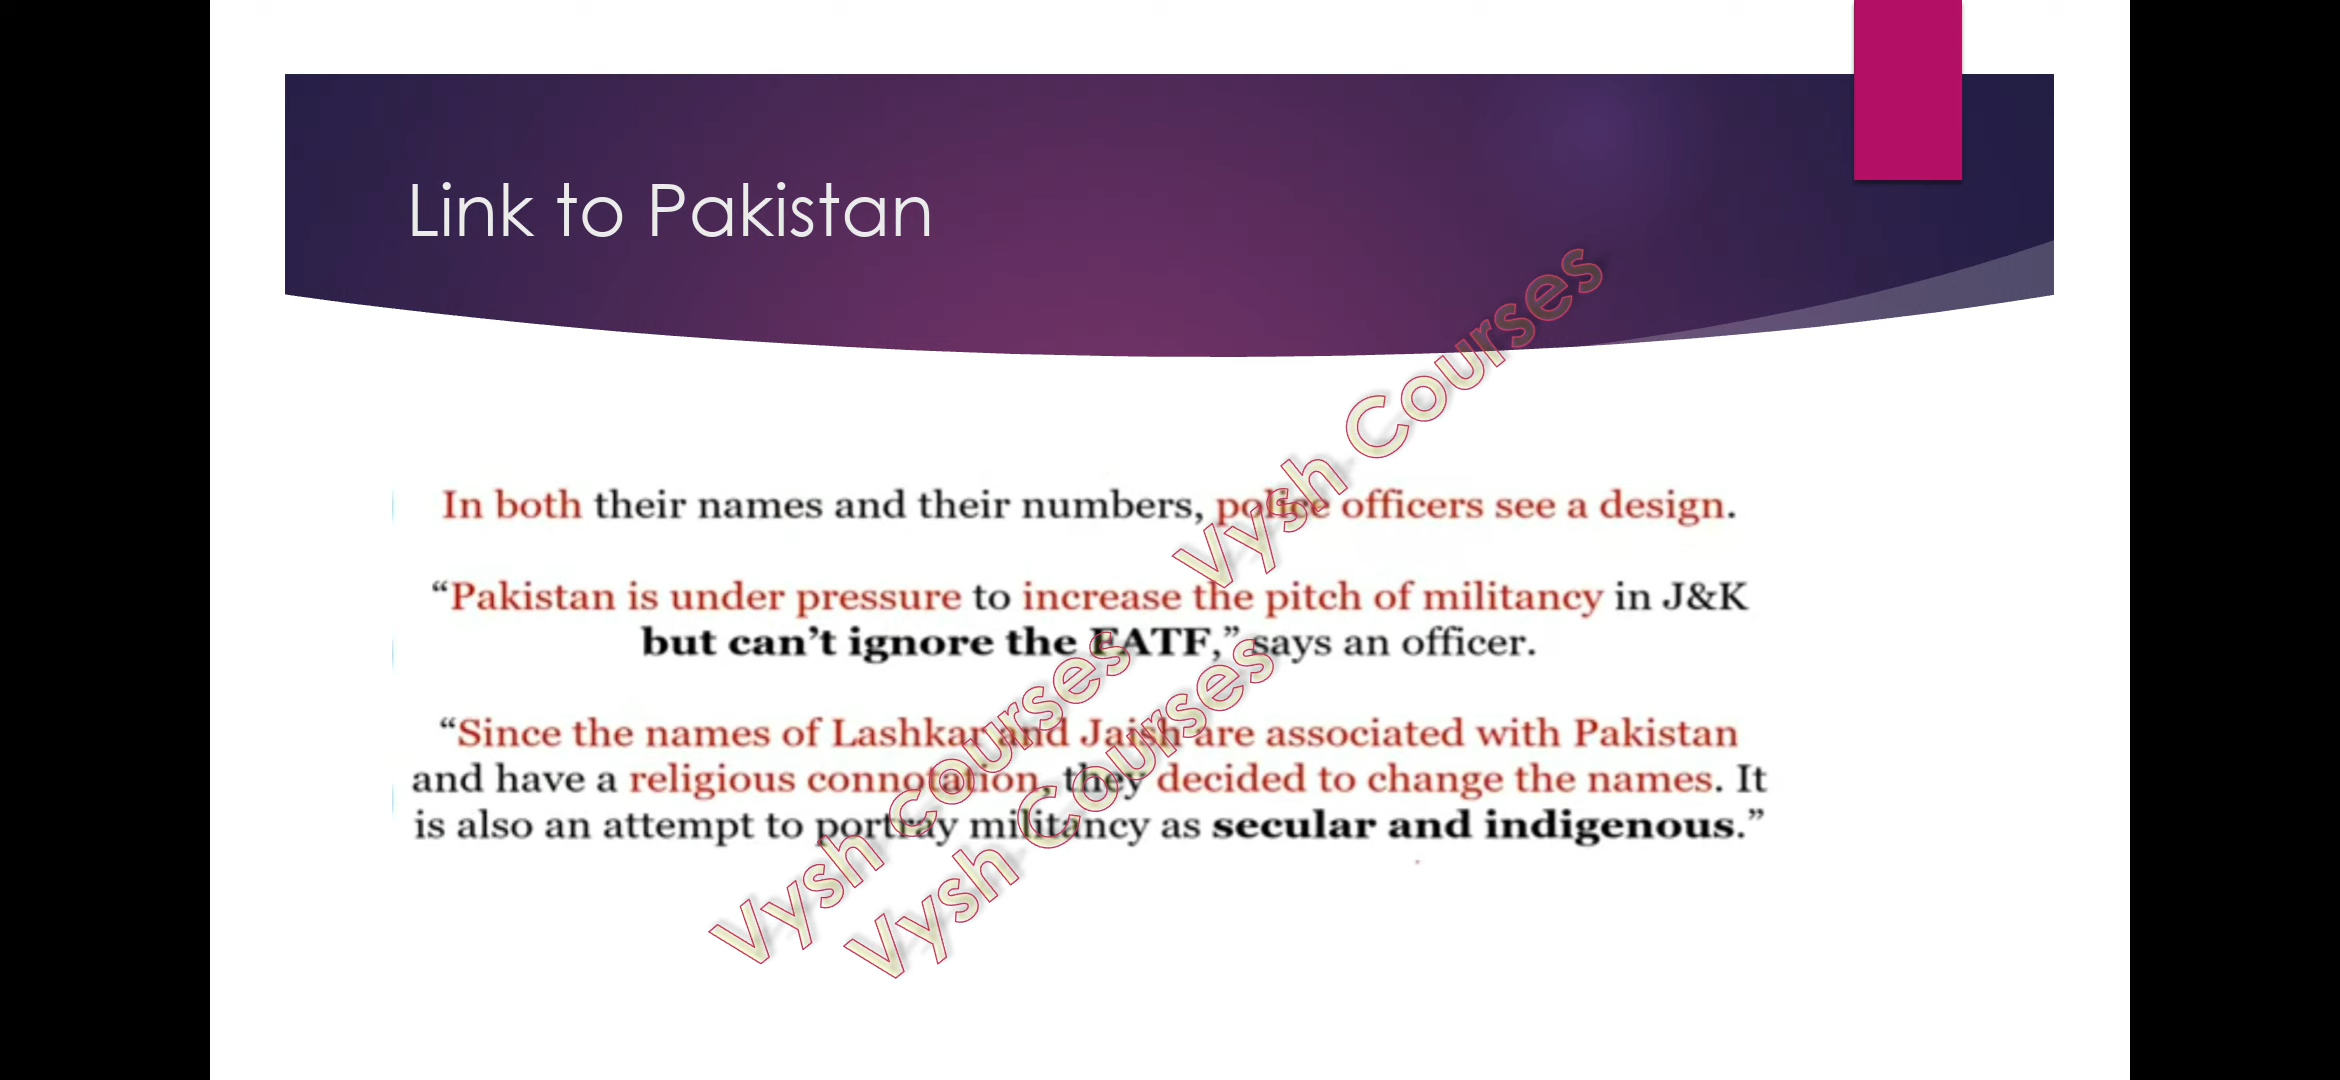 Link to Pakistan
In both their names and their numbers, police officers see a design.
“Pakistan is under pressure to increase the pitch of militancy in J&K
but can’t ignore the FATF,” says an officer.
“Since the names of Lashkar and Jaish are associated with Pakistan
and have a religious connotation, they decided to change the names. It
is also an attempt to portray militancy as secular and indigenous.”
Vysh Courses
Vysh courses
Vysh Courses